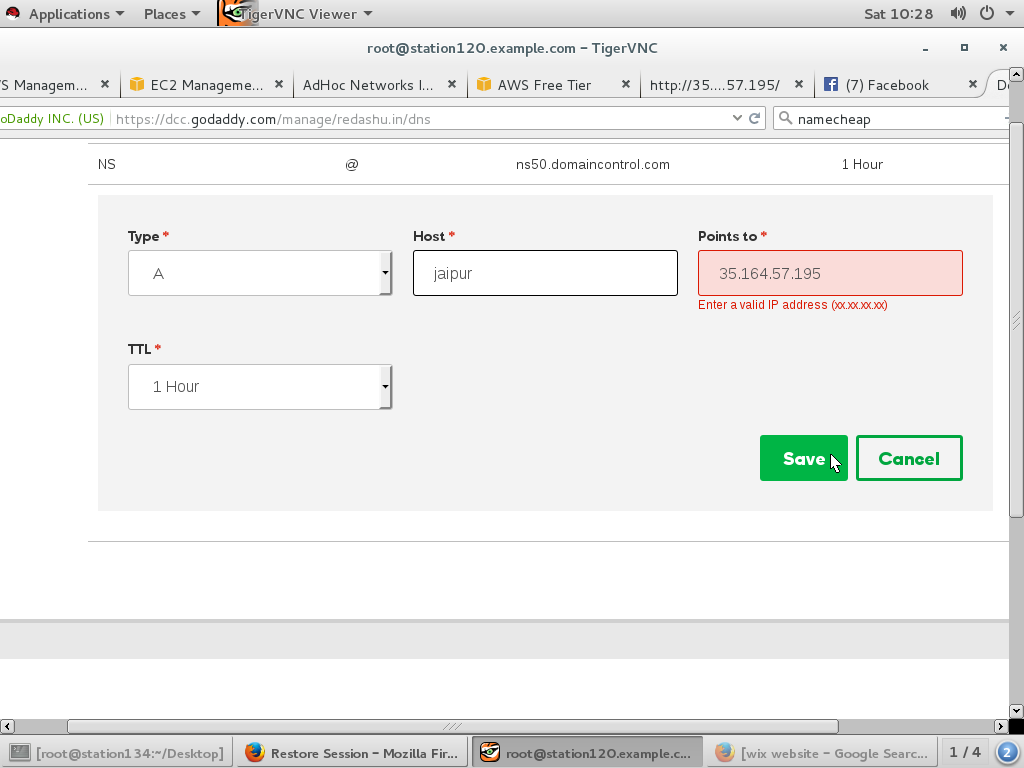 Applications Places TigerVNC Viewer Sat 10:28
root@station120.example.com - TigerVNC
S Managem... EC2 Manageme... AdHoc Networks I... AWS Free Tier http://35....57.195/ (7) Facebook
oDaddy INC. (US) https://dcc.godaddy.com/manage/redashu.in/dns namecheap
NS @ ns50.domaincontrol.com 1 Hour
Type * Host * Points to *
A jaipur 35.164.57.195
Enter a valid IP address (xx.xx.xx.xx)
TTL *
1 Hour
Save Cancel
[root@station134:~/Desktop] Restore Session - Mozilla Fir... root@station120.example.c... [wix website - Google Searc... 1 / 4 2